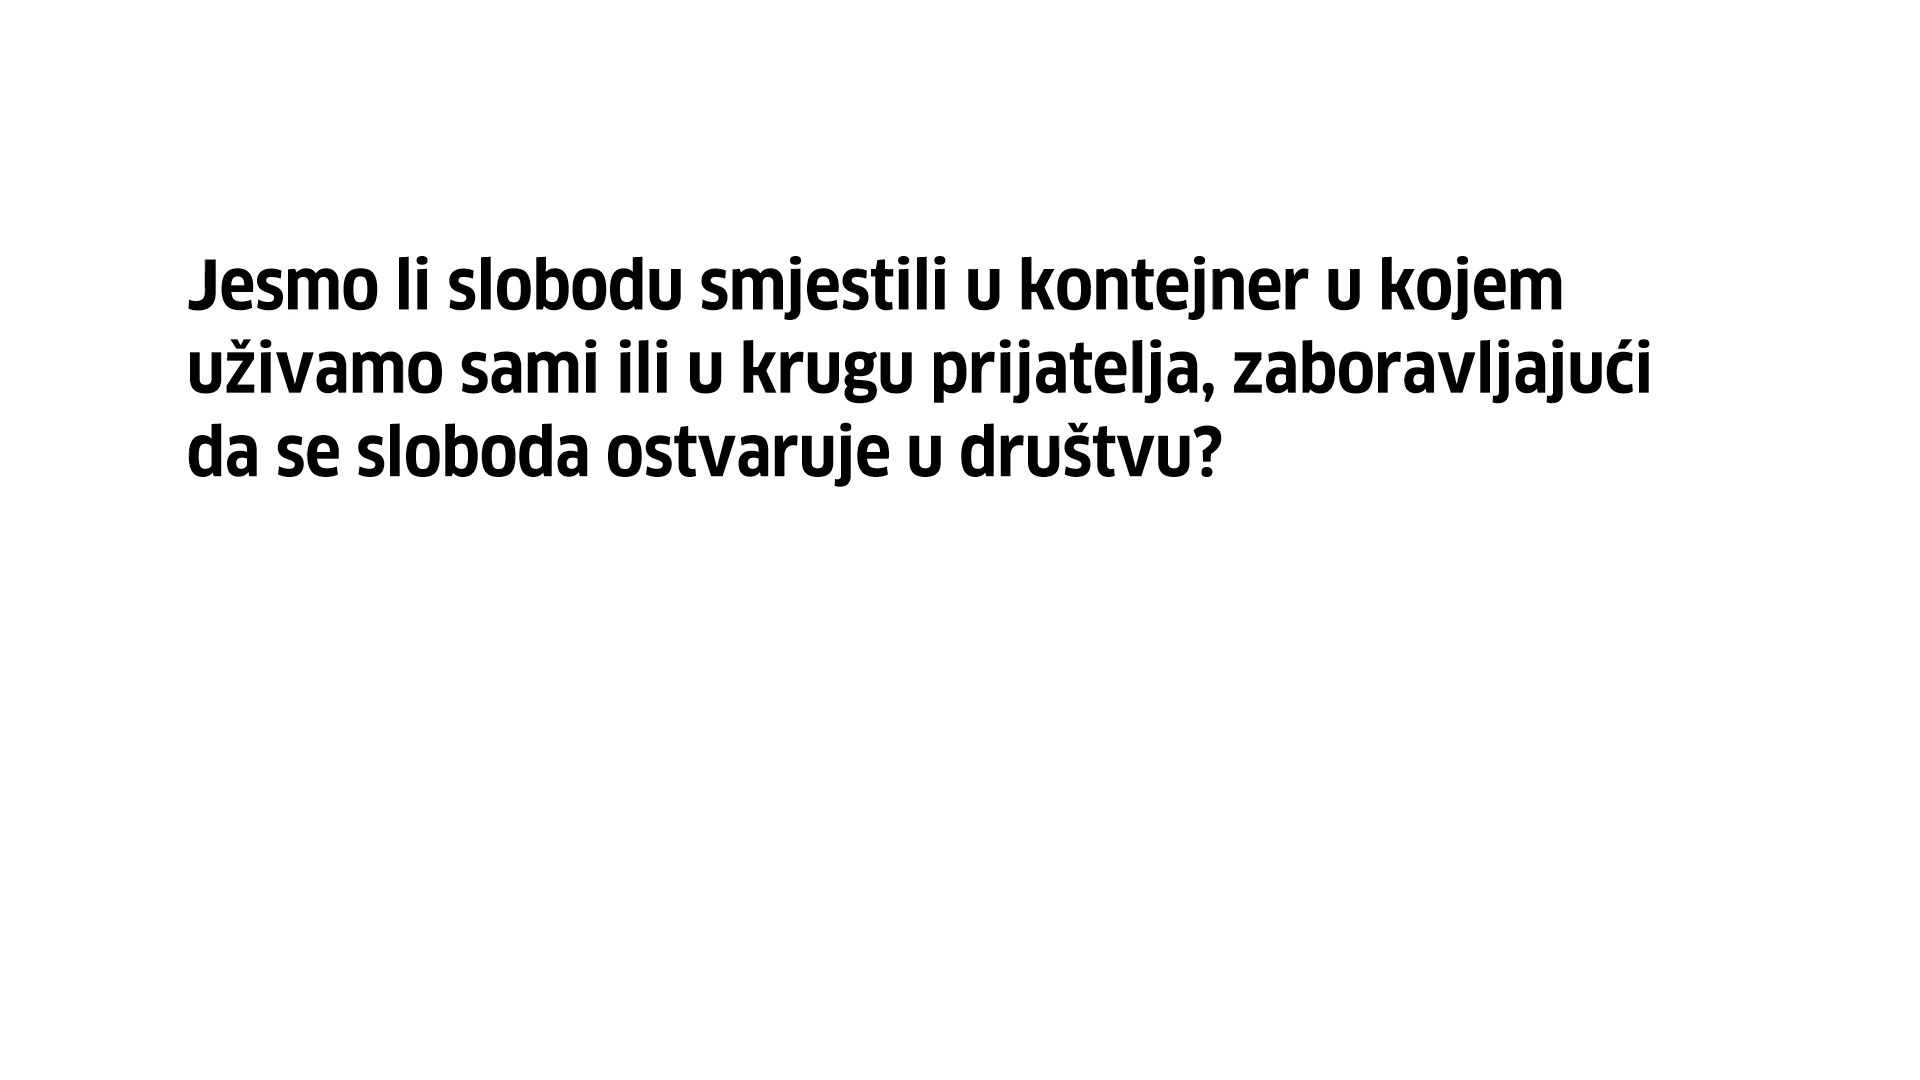 Jesmo li slobodu smjestili u kontejner u kojem
uživamo sami ili u krugu prijatelja, zaboravljajući
da se sloboda ostvaruje u društvu?